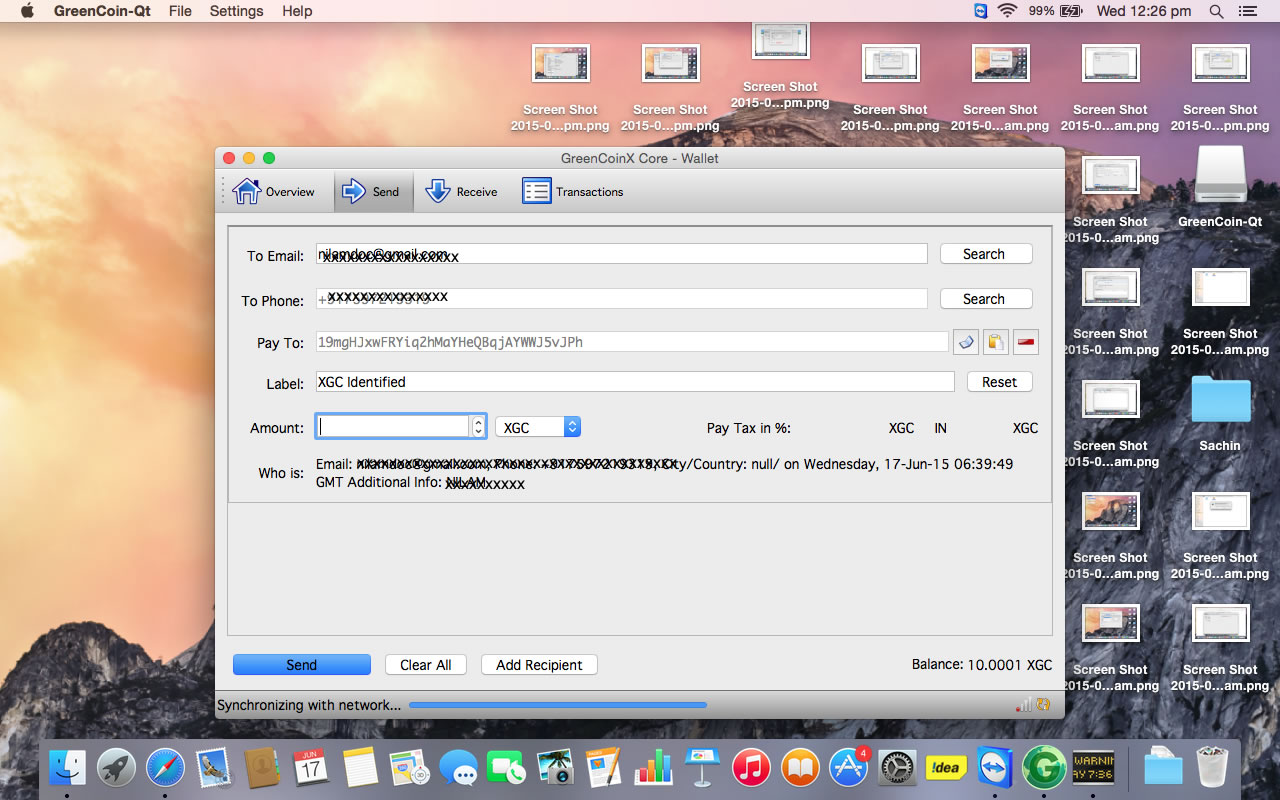 GreenCoin-Qt File Settings Help 99% Wed 12:26 pm
Screen Shot
2015-0...pm.png
Screen Shot
2015-0...pm.png
Screen Shot
2015-0...pm.png
Screen Shot
2015-0...pm.png
Screen Shot
2015-0...am.png
Screen Shot
2015-0...am.png
Screen Shot
2015-0...pm.png
GreenCoinX Core - Wallet
Overview Send Receive Transactions
To Email: Search
To Phone: Search
Pay To: 19mgHJxwFRYiq2hMaYHeQBqjAYWWJ5vJPh
Label: XGC Identified Reset
Amount: XGC Pay Tax in %: XGC IN XGC
Who is: Email: City/Country: null/ on Wednesday, 17-Jun-15 06:39:49
GMT Additional Info:
Send Clear All Add Recipient Balance: 10.0001 XGC
Synchronizing with network...
Screen Shot
2015-0...am.png
GreenCoin-Qt
Screen Shot
2015-0...am.png
Screen Shot
2015-0...pm.png
Screen Shot
2015-0...am.png
Sachin
Screen Shot
2015-0...am.png
Screen Shot
2015-0...am.png
Screen Shot
2015-0...am.png
Screen Shot
2015-0...am.png
JUN
17
4
!dea
G
WARNIN
AY 7:36